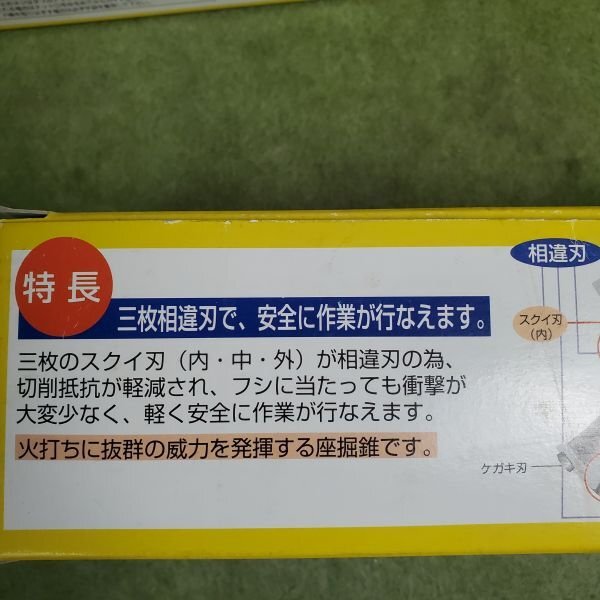 特長
三枚相違刃で、安全に作業が行なえます。
三枚のスクイ刃（内・中・外）が相違刃の為、
切削抵抗が軽減され、フシに当たっても衝撃が
大変少なく、軽く安全に作業が行なえます。
火打ちに抜群の威力を発揮する座掘錐です。
相違刃
スクイ刃
（内）
ケガキ刃